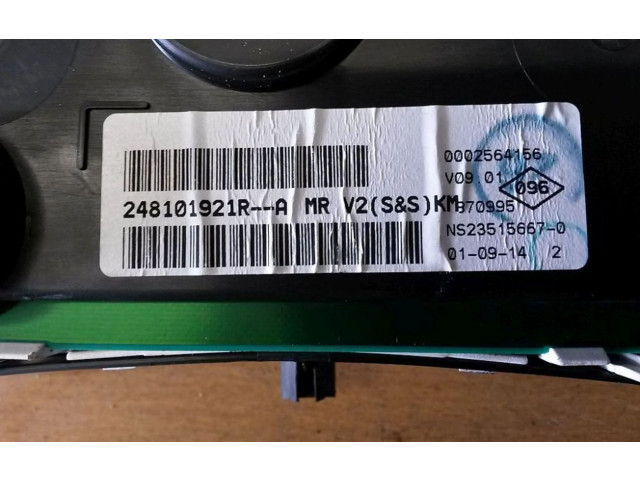 0002564156
V09.01
096
248101921R--A MR V2(S&S)KM
870995
NS23515667-0
01-09-14 2